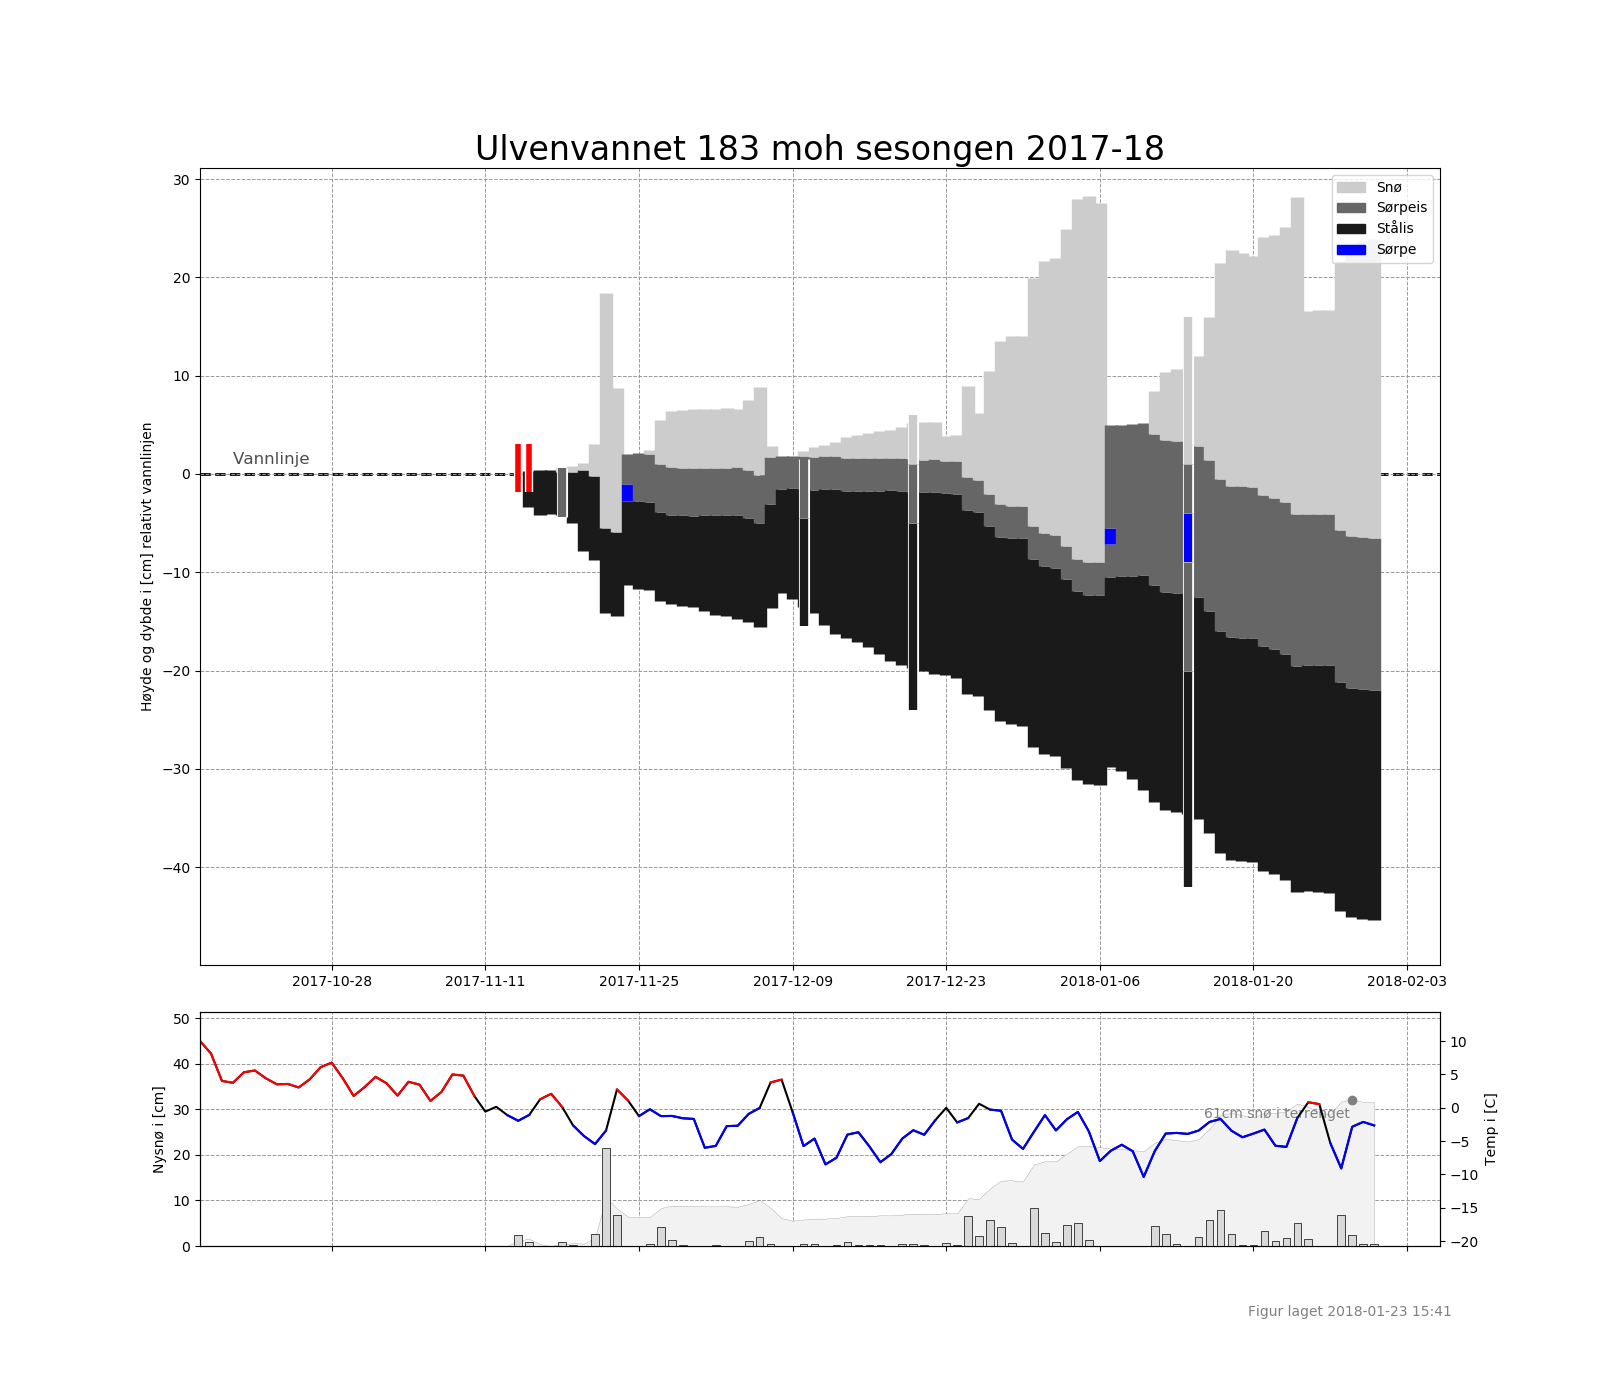 Ulvenvannet 183 moh sesongen 2017-18
30
20
10
0
−10
−20
−30
−40
Høyde og dybde i [cm] relativt vannlinjen
Vannlinje
Snø
Sørpeis
Stålis
Sørpe
2017-10-28 2017-11-11 2017-11-25 2017-12-09 2017-12-23 2018-01-06 2018-01-20 2018-02-03
50
40
30
20
10
0
Nysnø i [cm]
61cm snø i terrenget
10
5
0
−5
−10
−15
−20
Temp i [C]
Figur laget 2018-01-23 15:41